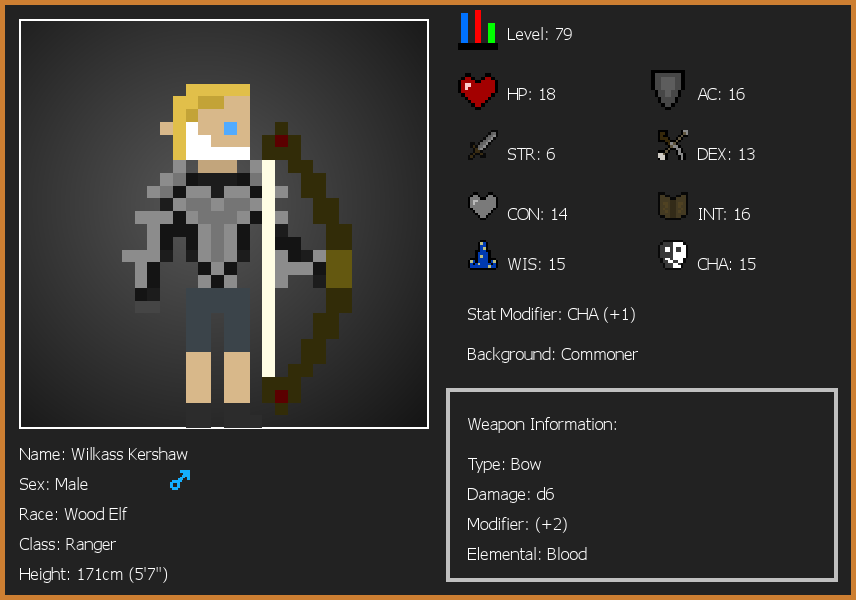 Level: 79
HP: 18
AC: 16
STR: 6
DEX: 13
CON: 14
INT: 16
WIS: 15
CHA: 15
Stat Modifier: CHA (+1)
Background: Commoner
Weapon Information:
Type: Bow
Damage: d6
Modifier: (+2)
Elemental: Blood
Name: Wilkass Kershaw
Sex: Male
Race: Wood Elf
Class: Ranger
Height: 171cm (5'7")